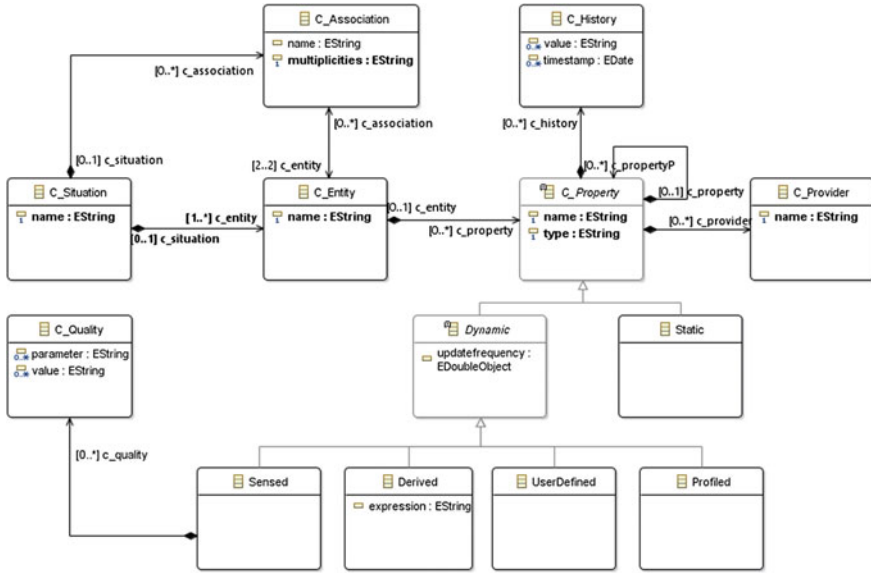 C_Association
name : EString
multiplicities : EString
C_History
value : EString
timestamp : EDate
[0..*] c_association
[0..*] c_association
[0..*] c_history
[0..*] c_propertyP
[0..1] c_situation
[2..2] c_entity
C_Situation
name : EString
[1..*] c_entity
[0..1] c_situation
C_Entity
name : EString
[0..1] c_entity
[0..*] c_property
C_Property
name : EString
type : EString
[0..1] c_property
[0..*] c_provider
C_Provider
name : EString
C_Quality
parameter : EString
value : EString
Dynamic
updatefrequency :
EDoubleObject
Static
[0..*] c_quality
Sensed
Derived
expression : EString
UserDefined
Profiled